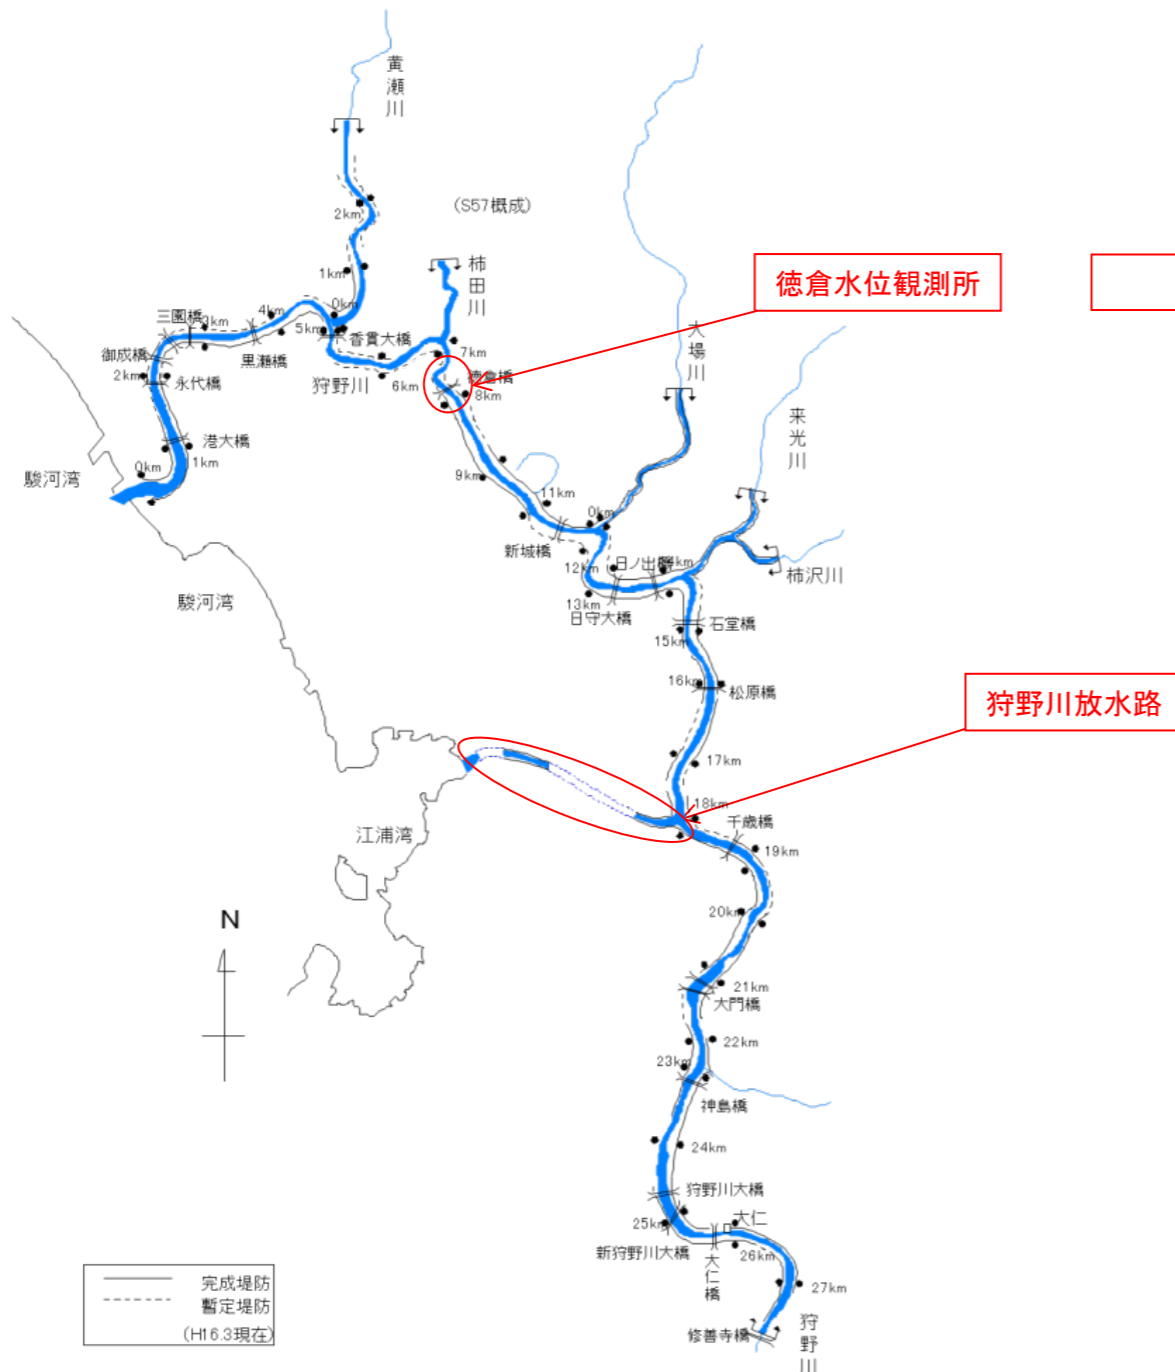 黄瀬川
(S57概成)
2km
柿田川
徳倉水位観測所
1km
大場川
4km
0km
三園橋
3km
5km
香貫大橋
御成橋
黒瀬橋
7km
来光川
2km
永代橋
狩野川
6km
徳倉橋
8km
港大橋
駿河湾
0km
1km
9km
11km
0km
新城橋
12km
日ノ出橋
柿沢川
駿河湾
13km
日守大橋
石堂橋
15km
16km
松原橋
狩野川放水路
17km
18km
江浦湾
千歳橋
19km
N
20km
21km
大門橋
22km
23km
神島橋
24km
狩野川大橋
25km
大仁
新狩野川大橋
大仁橋
26km
27km
完成堤防
暫定堤防
(H16.3現在)
修善寺橋
狩野川